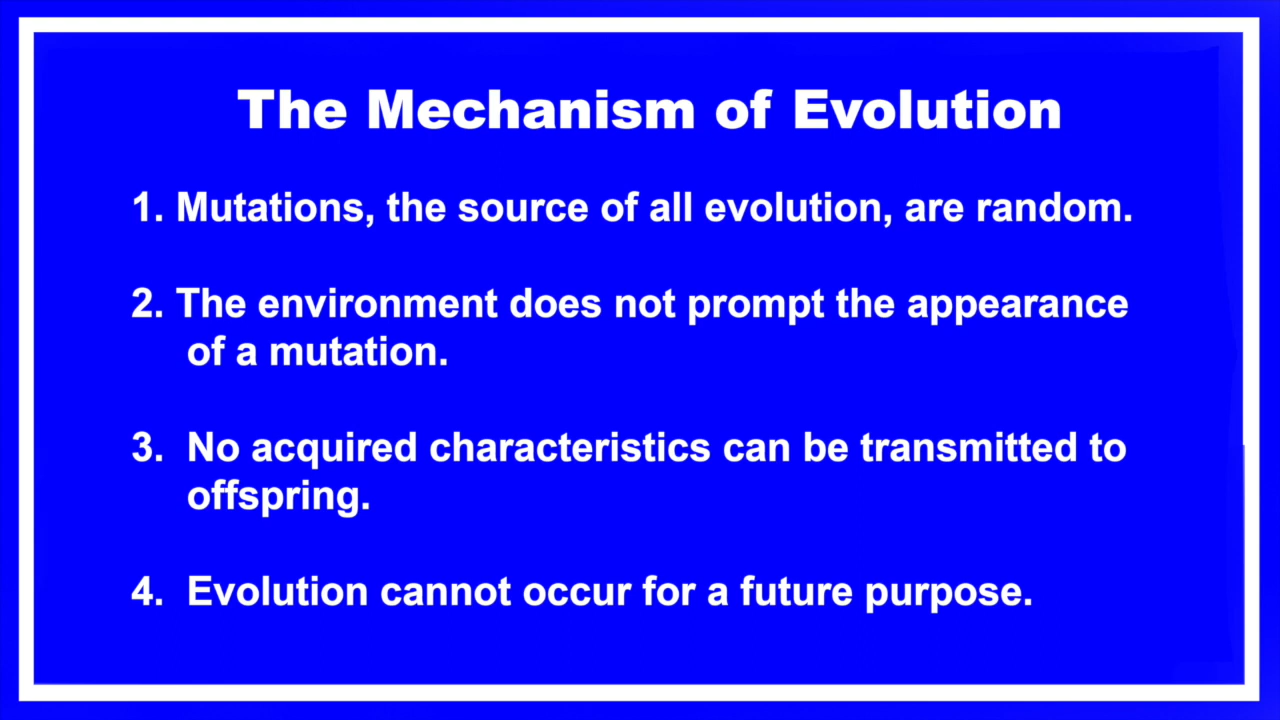 The Mechanism of Evolution
1. Mutations, the source of all evolution, are random.
2. The environment does not prompt the appearance
of a mutation.
3. No acquired characteristics can be transmitted to
offspring.
4. Evolution cannot occur for a future purpose.